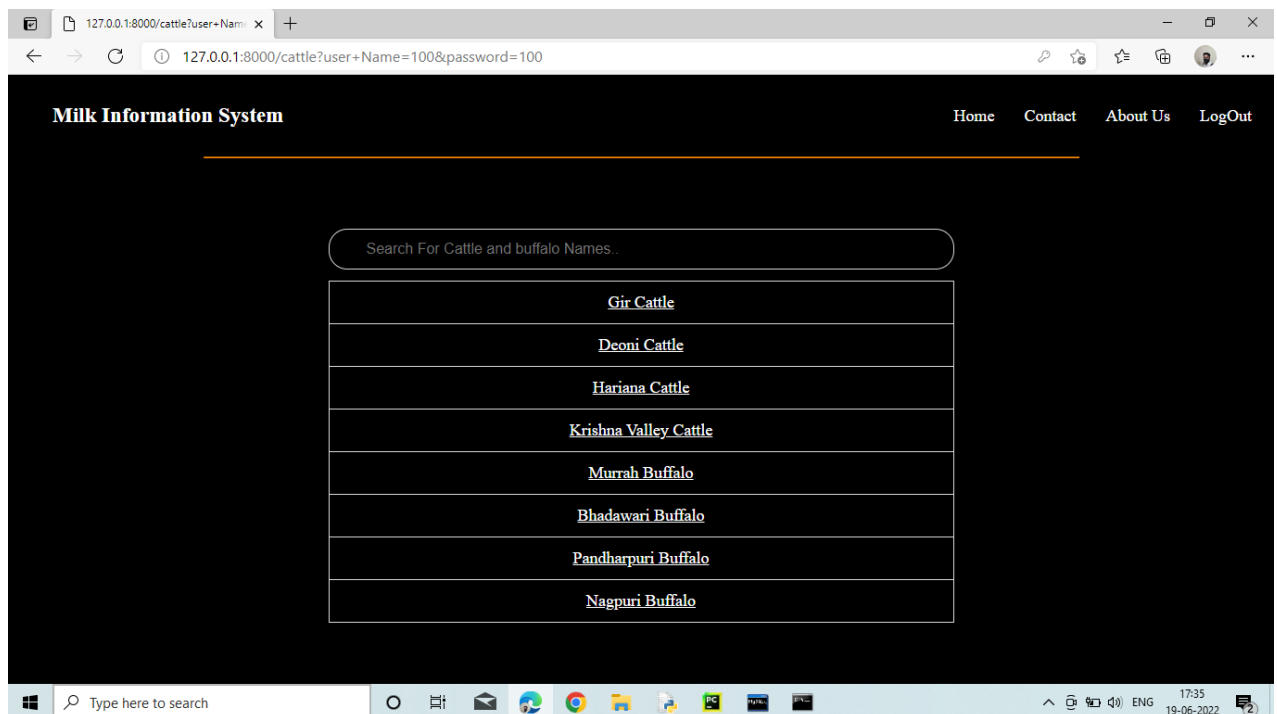 127.0.0.1:8000/cattle?user+Nam
127.0.0.1:8000/cattle?user+Name=100&password=100
Milk Information System
Home Contact About Us LogOut
Search For Cattle and buffalo Names..
Gir Cattle
Deoni Cattle
Hariana Cattle
Krishna Valley Cattle
Murrah Buffalo
Bhadawari Buffalo
Pandharpuri Buffalo
Nagpuri Buffalo
Type here to search
PC
ENG
17:35
19-06-2022
2